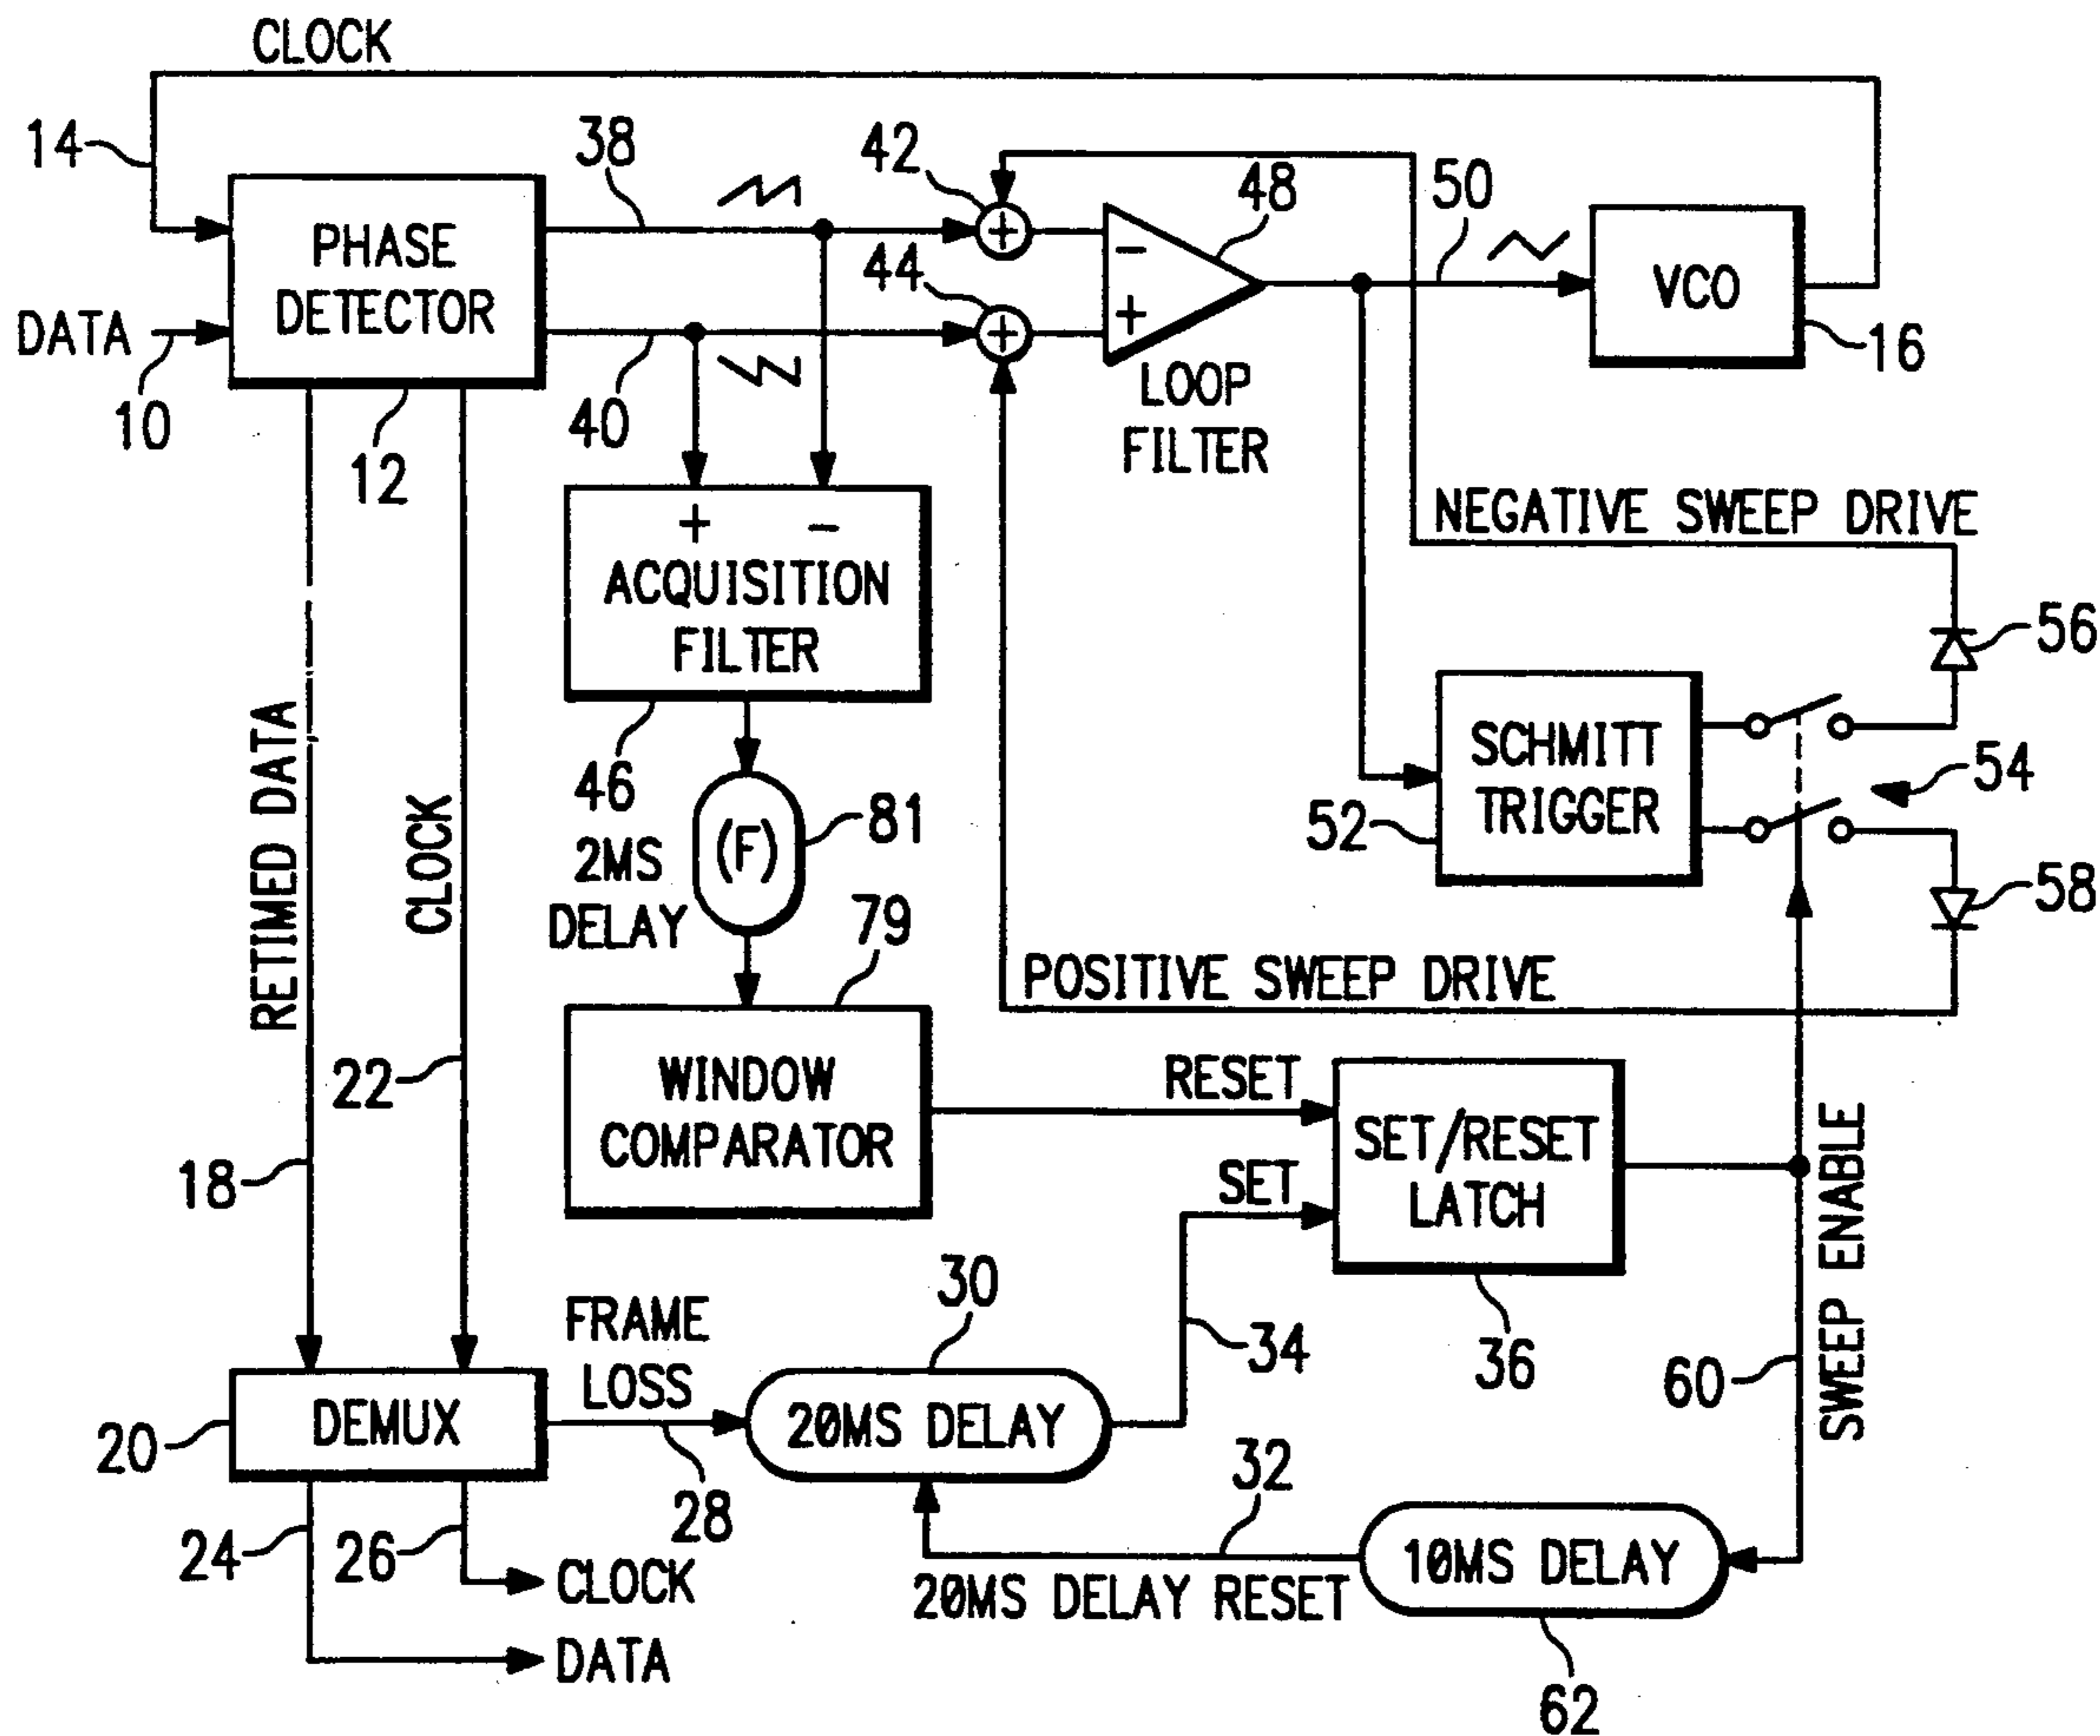 CLOCK
14
38
42
48
50
PHASE
DETECTOR
44
VCO
DATA
10
12
40
16
LOOP
FILTER
−
+
+ −
ACQUISITION
FILTER
NEGATIVE SWEEP DRIVE
56
46
2MS
DELAY
(F)
81
SCHMITT
TRIGGER
52
54
58
RETIMED DATA
CLOCK
79
POSITIVE SWEEP DRIVE
22
18
WINDOW
COMPARATOR
RESET
SET
SET/RESET
LATCH
36
SWEEP ENABLE
60
FRAME
LOSS
30
34
20
DEMUX
20MS DELAY
28
32
24
26
CLOCK
DATA
20MS DELAY RESET
10MS DELAY
62